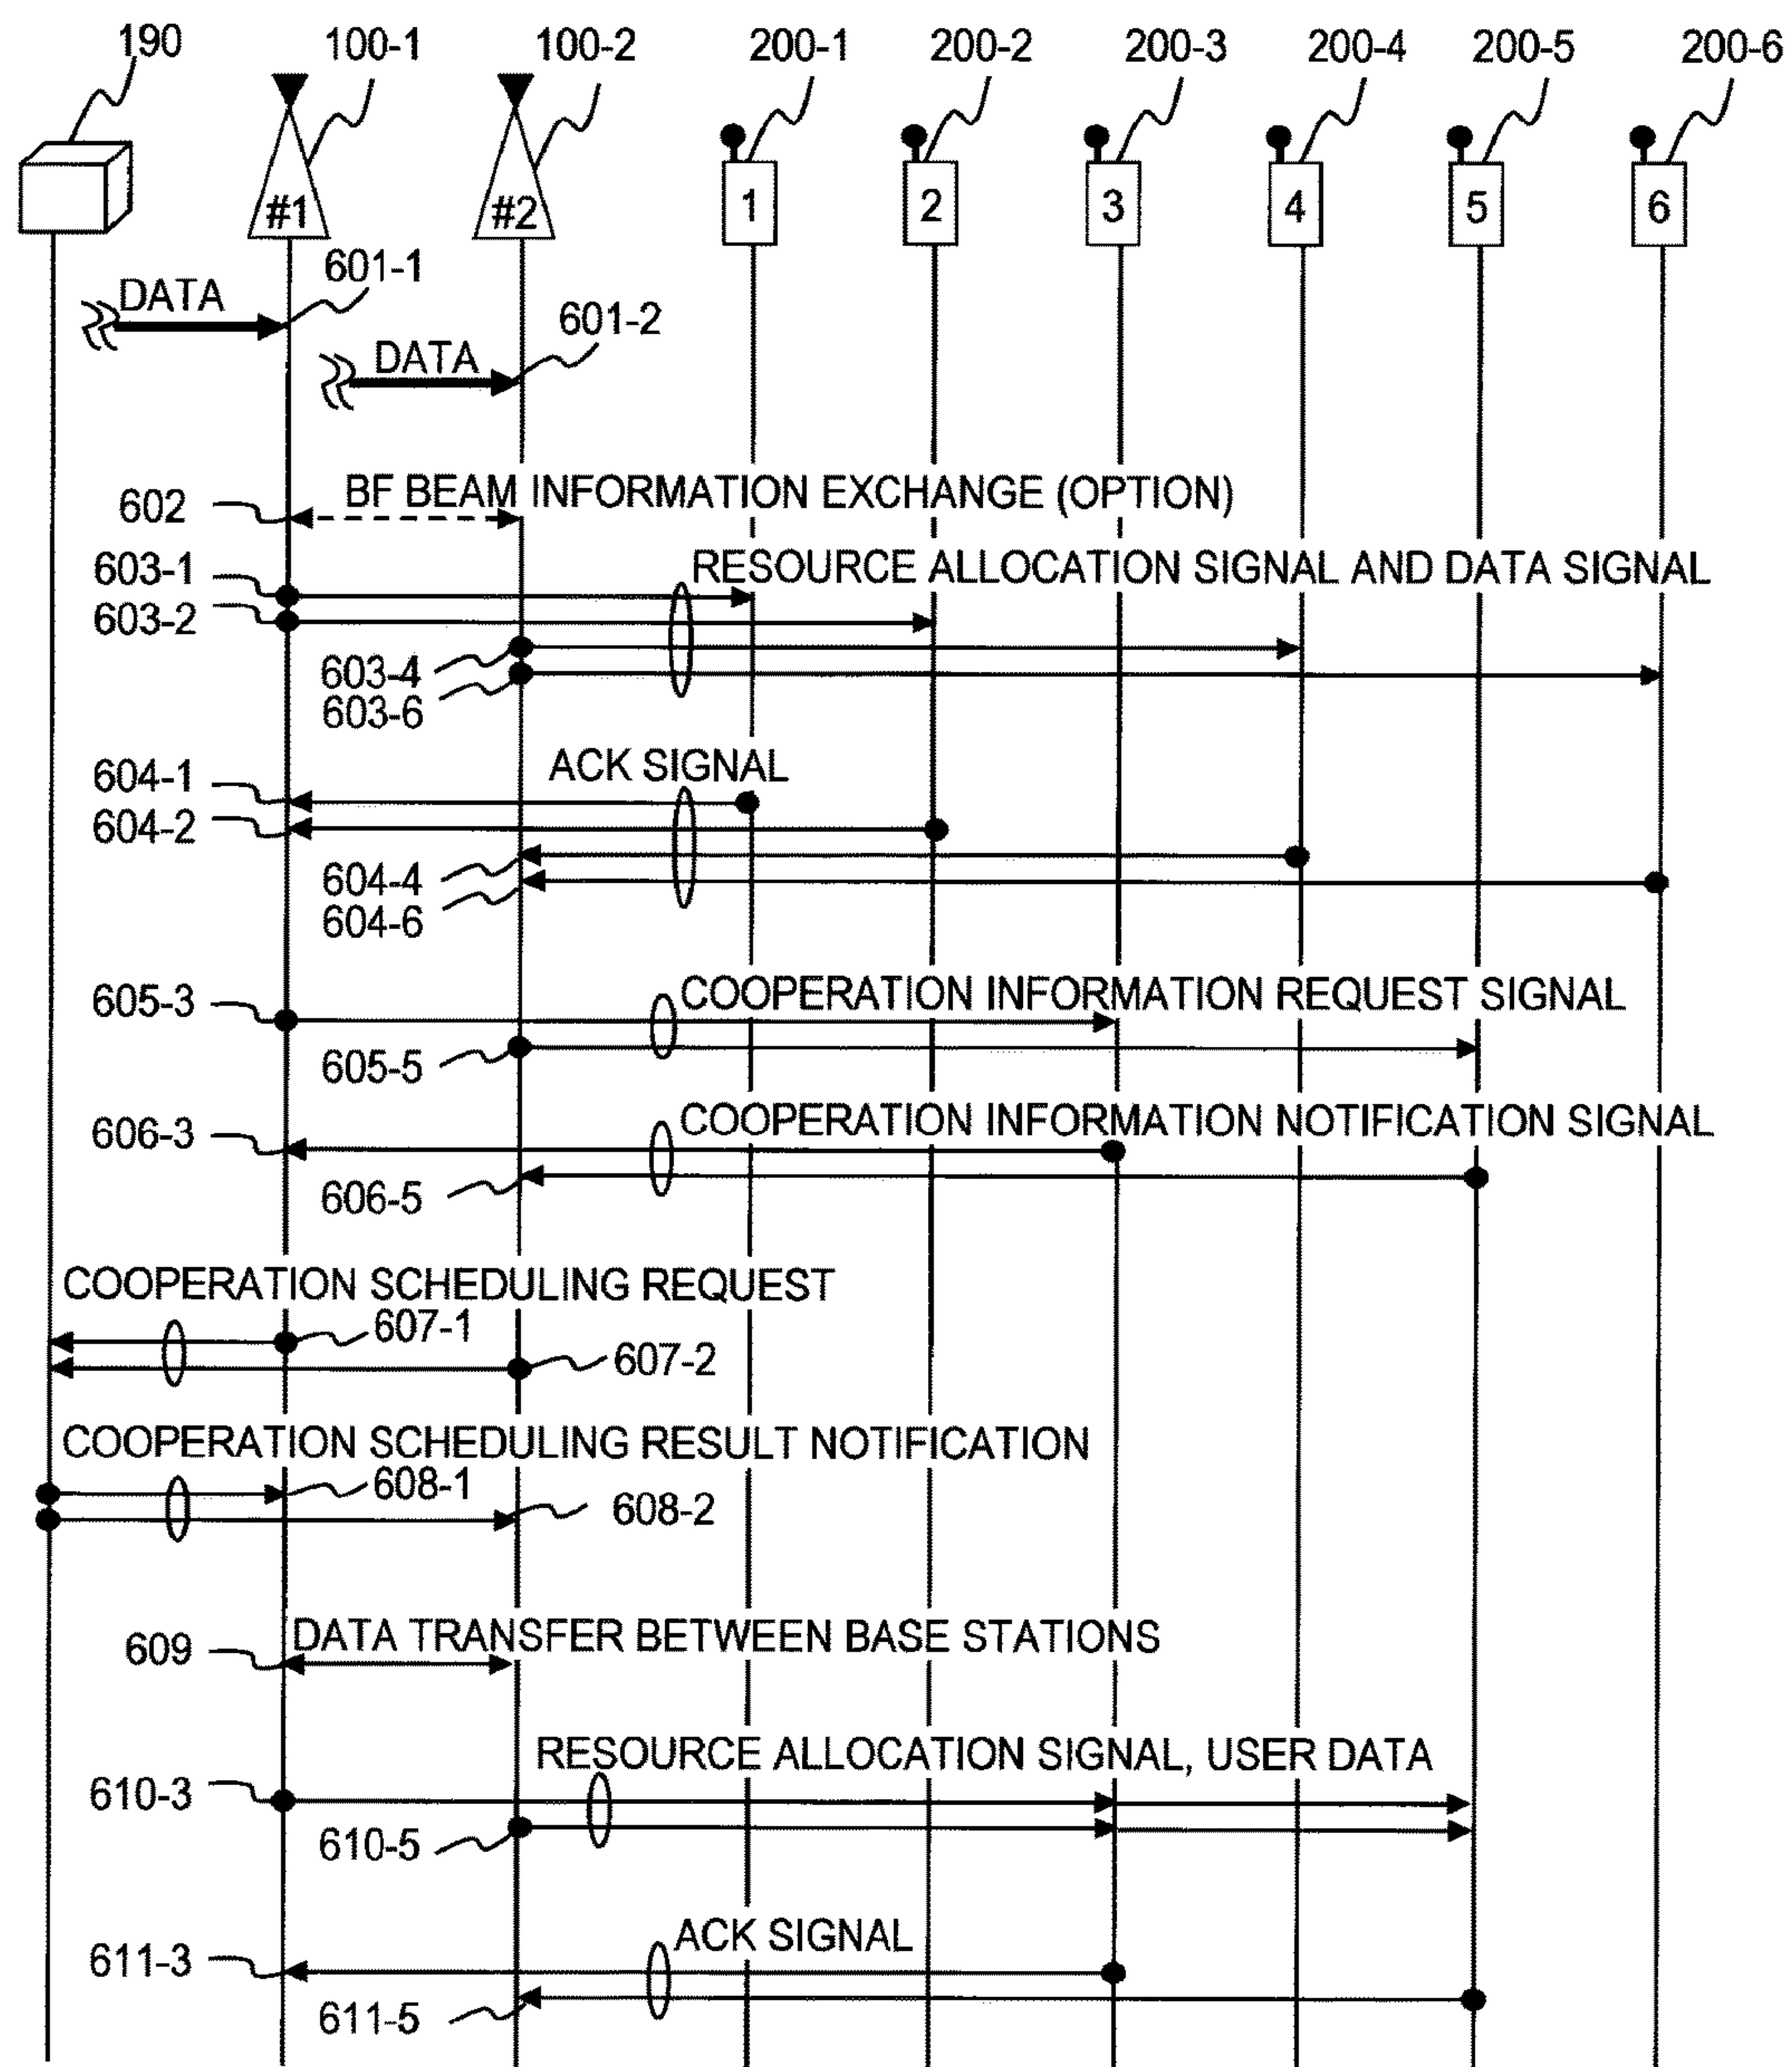 190 100-1 100-2 200-1 200-2 200-3 200-4 200-5 200-6
#1 #2 1 2 3 4 5 6
601-1
DATA
601-2
DATA
602 BF BEAM INFORMATION EXCHANGE (OPTION)
603-1 RESOURCE ALLOCATION SIGNAL AND DATA SIGNAL
603-2
603-4
603-6
ACK SIGNAL
604-1
604-2
604-4
604-6
605-3 COOPERATION INFORMATION REQUEST SIGNAL
605-5
606-3 COOPERATION INFORMATION NOTIFICATION SIGNAL
606-5
COOPERATION SCHEDULING REQUEST
607-1
607-2
COOPERATION SCHEDULING RESULT NOTIFICATION
608-1
608-2
609 DATA TRANSFER BETWEEN BASE STATIONS
RESOURCE ALLOCATION SIGNAL, USER DATA
610-3
610-5
ACK SIGNAL
611-3
611-5